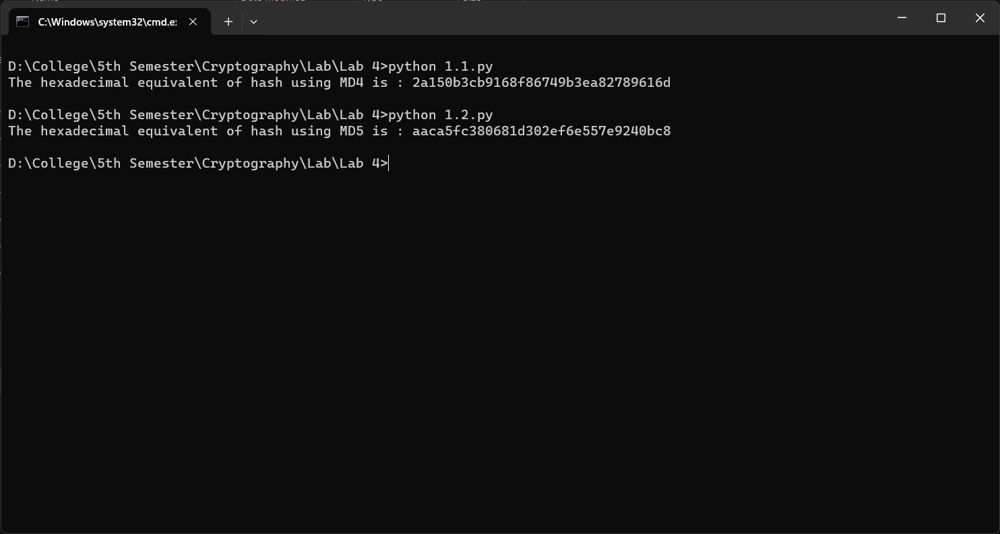 C:\Windows\system32\cmd.e
D:\College\5th Semester\Cryptography\Lab\Lab 4>python 1.1.py
The hexadecimal equivalent of hash using MD4 is : 2a150b3cb9168f86749b3ea82789616d
D:\College\5th Semester\Cryptography\Lab\Lab 4>python 1.2.py
The hexadecimal equivalent of hash using MD5 is : aaca5fc380681d302ef6e557e9240bc8
D:\College\5th Semester\Cryptography\Lab\Lab 4>